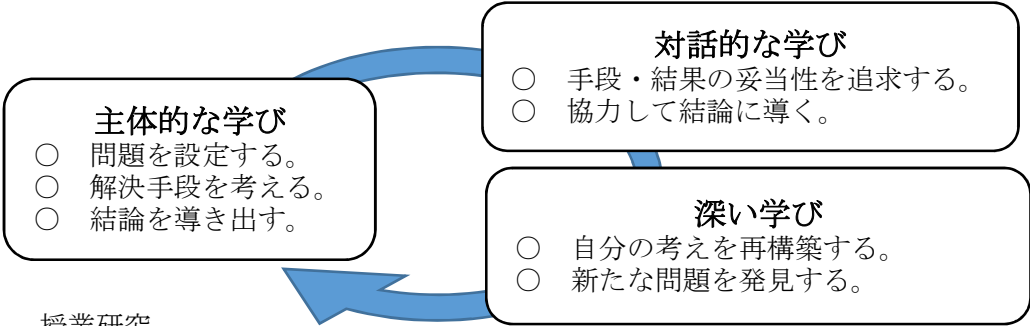 対話的な学び
○ 手段・結果の妥当性を追求する。
○ 協力して結論に導く。
主体的な学び
○ 問題を設定する。
○ 解決手段を考える。
○ 結論を導き出す。
深い学び
○ 自分の考えを再構築する。
○ 新たな問題を発見する。
授業研究